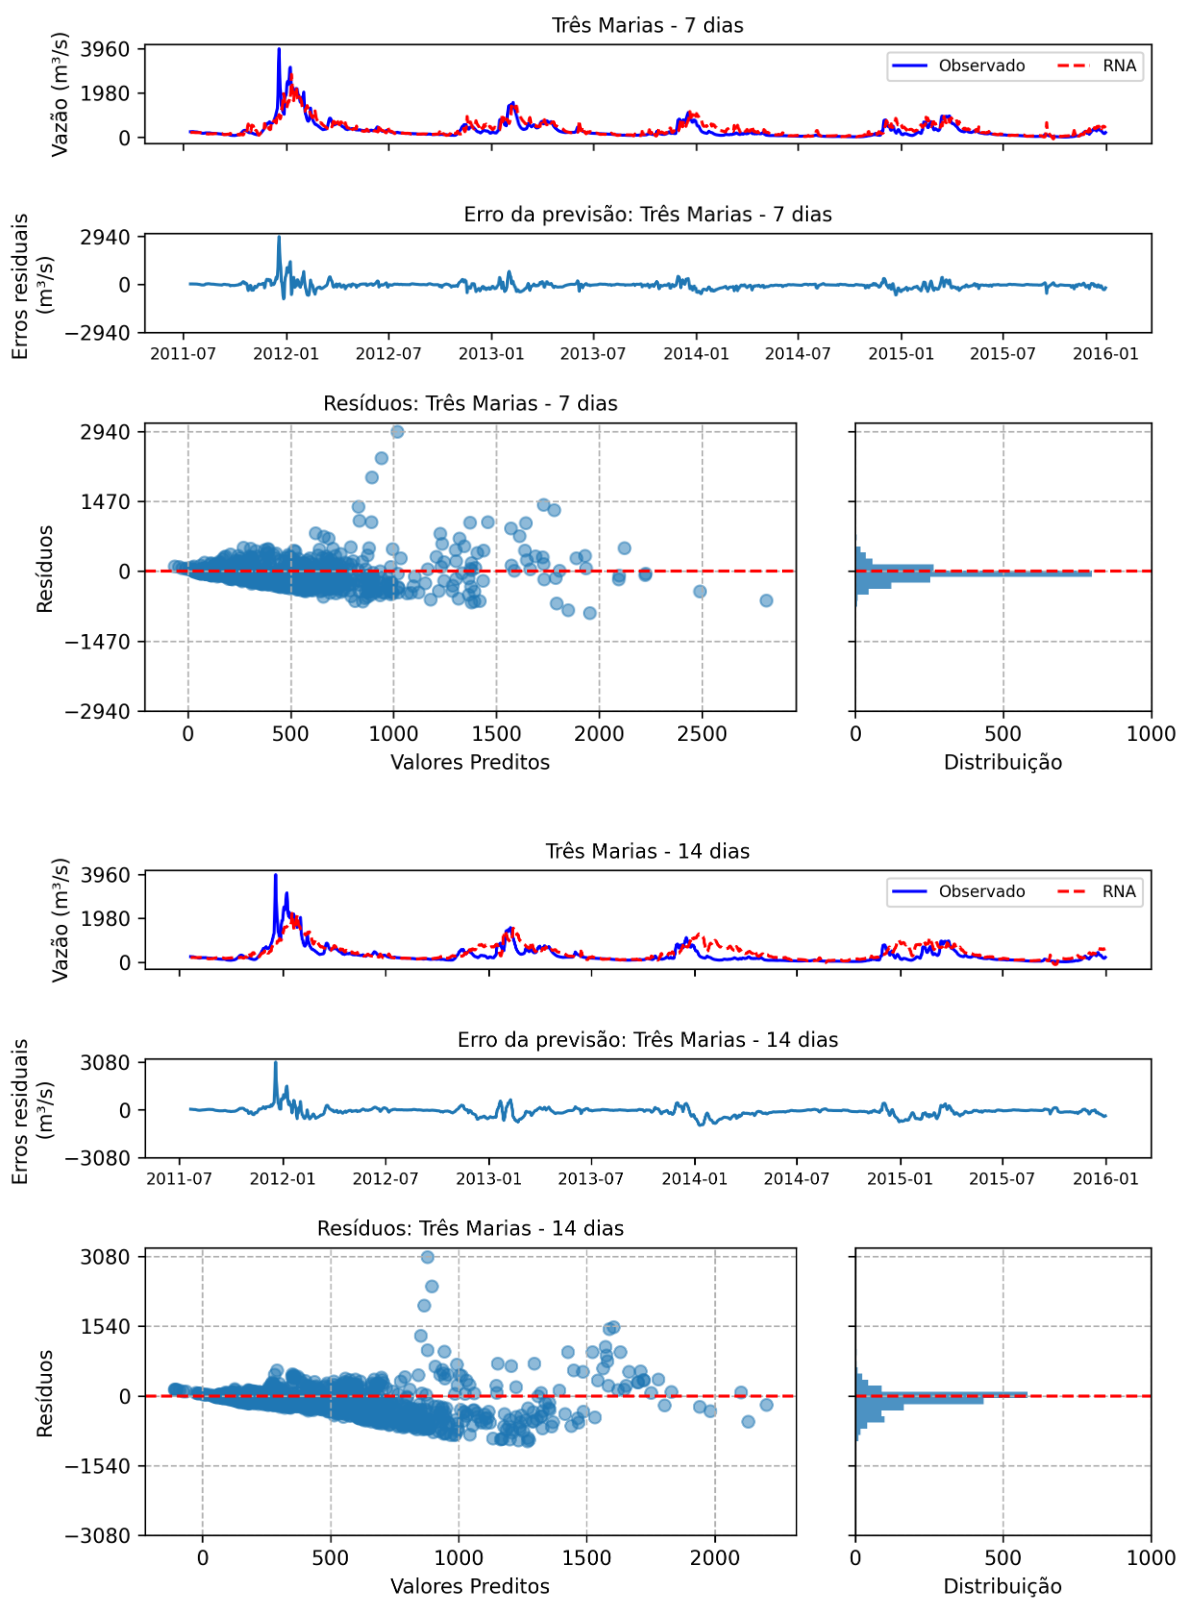 Três Marias - 7 dias
Vazão (m³/s)
3960
1980
0
Observado
RNA
Erro da previsão: Três Marias - 7 dias
Erros residuais
(m³/s)
2940
0
−2940
2011-07 2012-01 2012-07 2013-01 2013-07 2014-01 2014-07 2015-01 2015-07 2016-01
Resíduos: Três Marias - 7 dias
Resíduos
2940
1470
0
−1470
−2940
0 500 1000 1500 2000 2500
Valores Preditos
0 500 1000
Distribuição
Três Marias - 14 dias
Vazão (m³/s)
3960
1980
0
Observado
RNA
Erro da previsão: Três Marias - 14 dias
Erros residuais
(m³/s)
3080
0
−3080
2011-07 2012-01 2012-07 2013-01 2013-07 2014-01 2014-07 2015-01 2015-07 2016-01
Resíduos: Três Marias - 14 dias
Resíduos
3080
1540
0
−1540
−3080
0 500 1000 1500 2000
Valores Preditos
0 500 1000
Distribuição